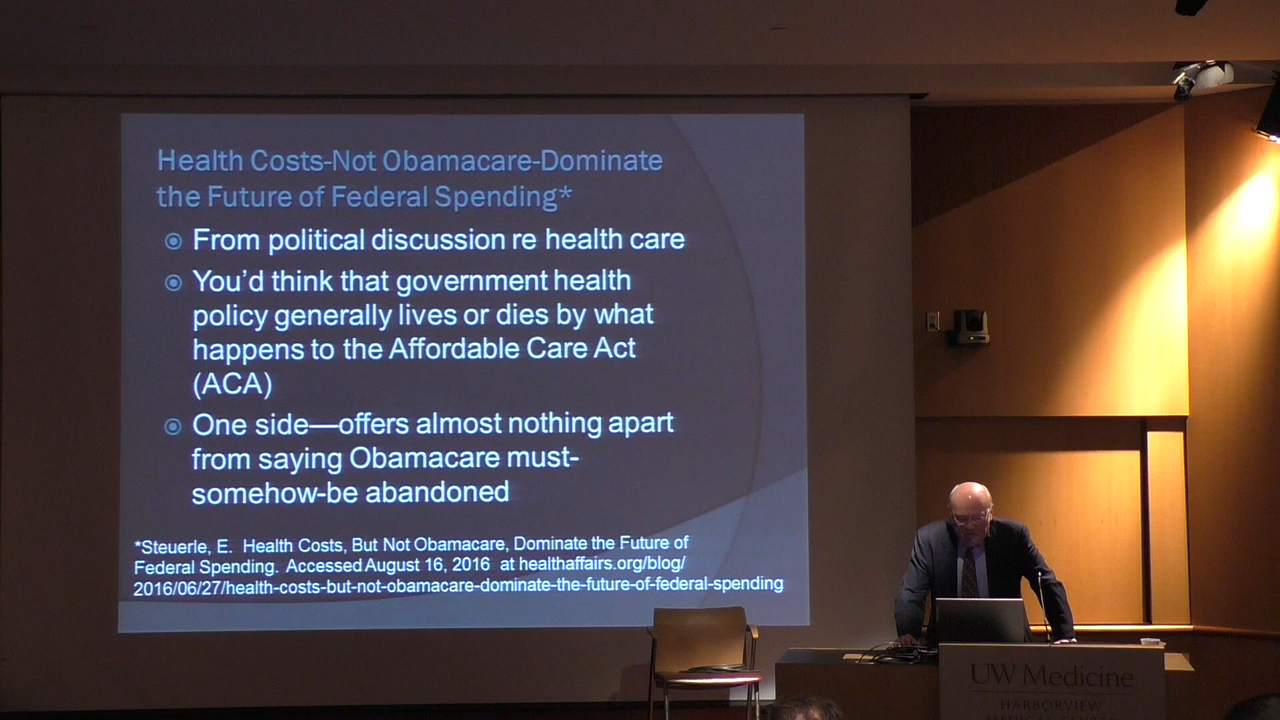 Health Costs-Not Obamacare-Dominate
the Future of Federal Spending*
From political discussion re health care
You'd think that government health
policy generally lives or dies by what
happens to the Affordable Care Act
(ACA)
One side—offers almost nothing apart
from saying Obamacare must-
somehow-be abandoned
*Steuerle, E. Health Costs, But Not Obamacare, Dominate the Future of
Federal Spending. Accessed August 16, 2016 at healthaffairs.org/blog/
2016/06/27/health-costs-but-not-obamacare-dominate-the-future-of-federal-spending
UW Medicine
HARBORVIEW